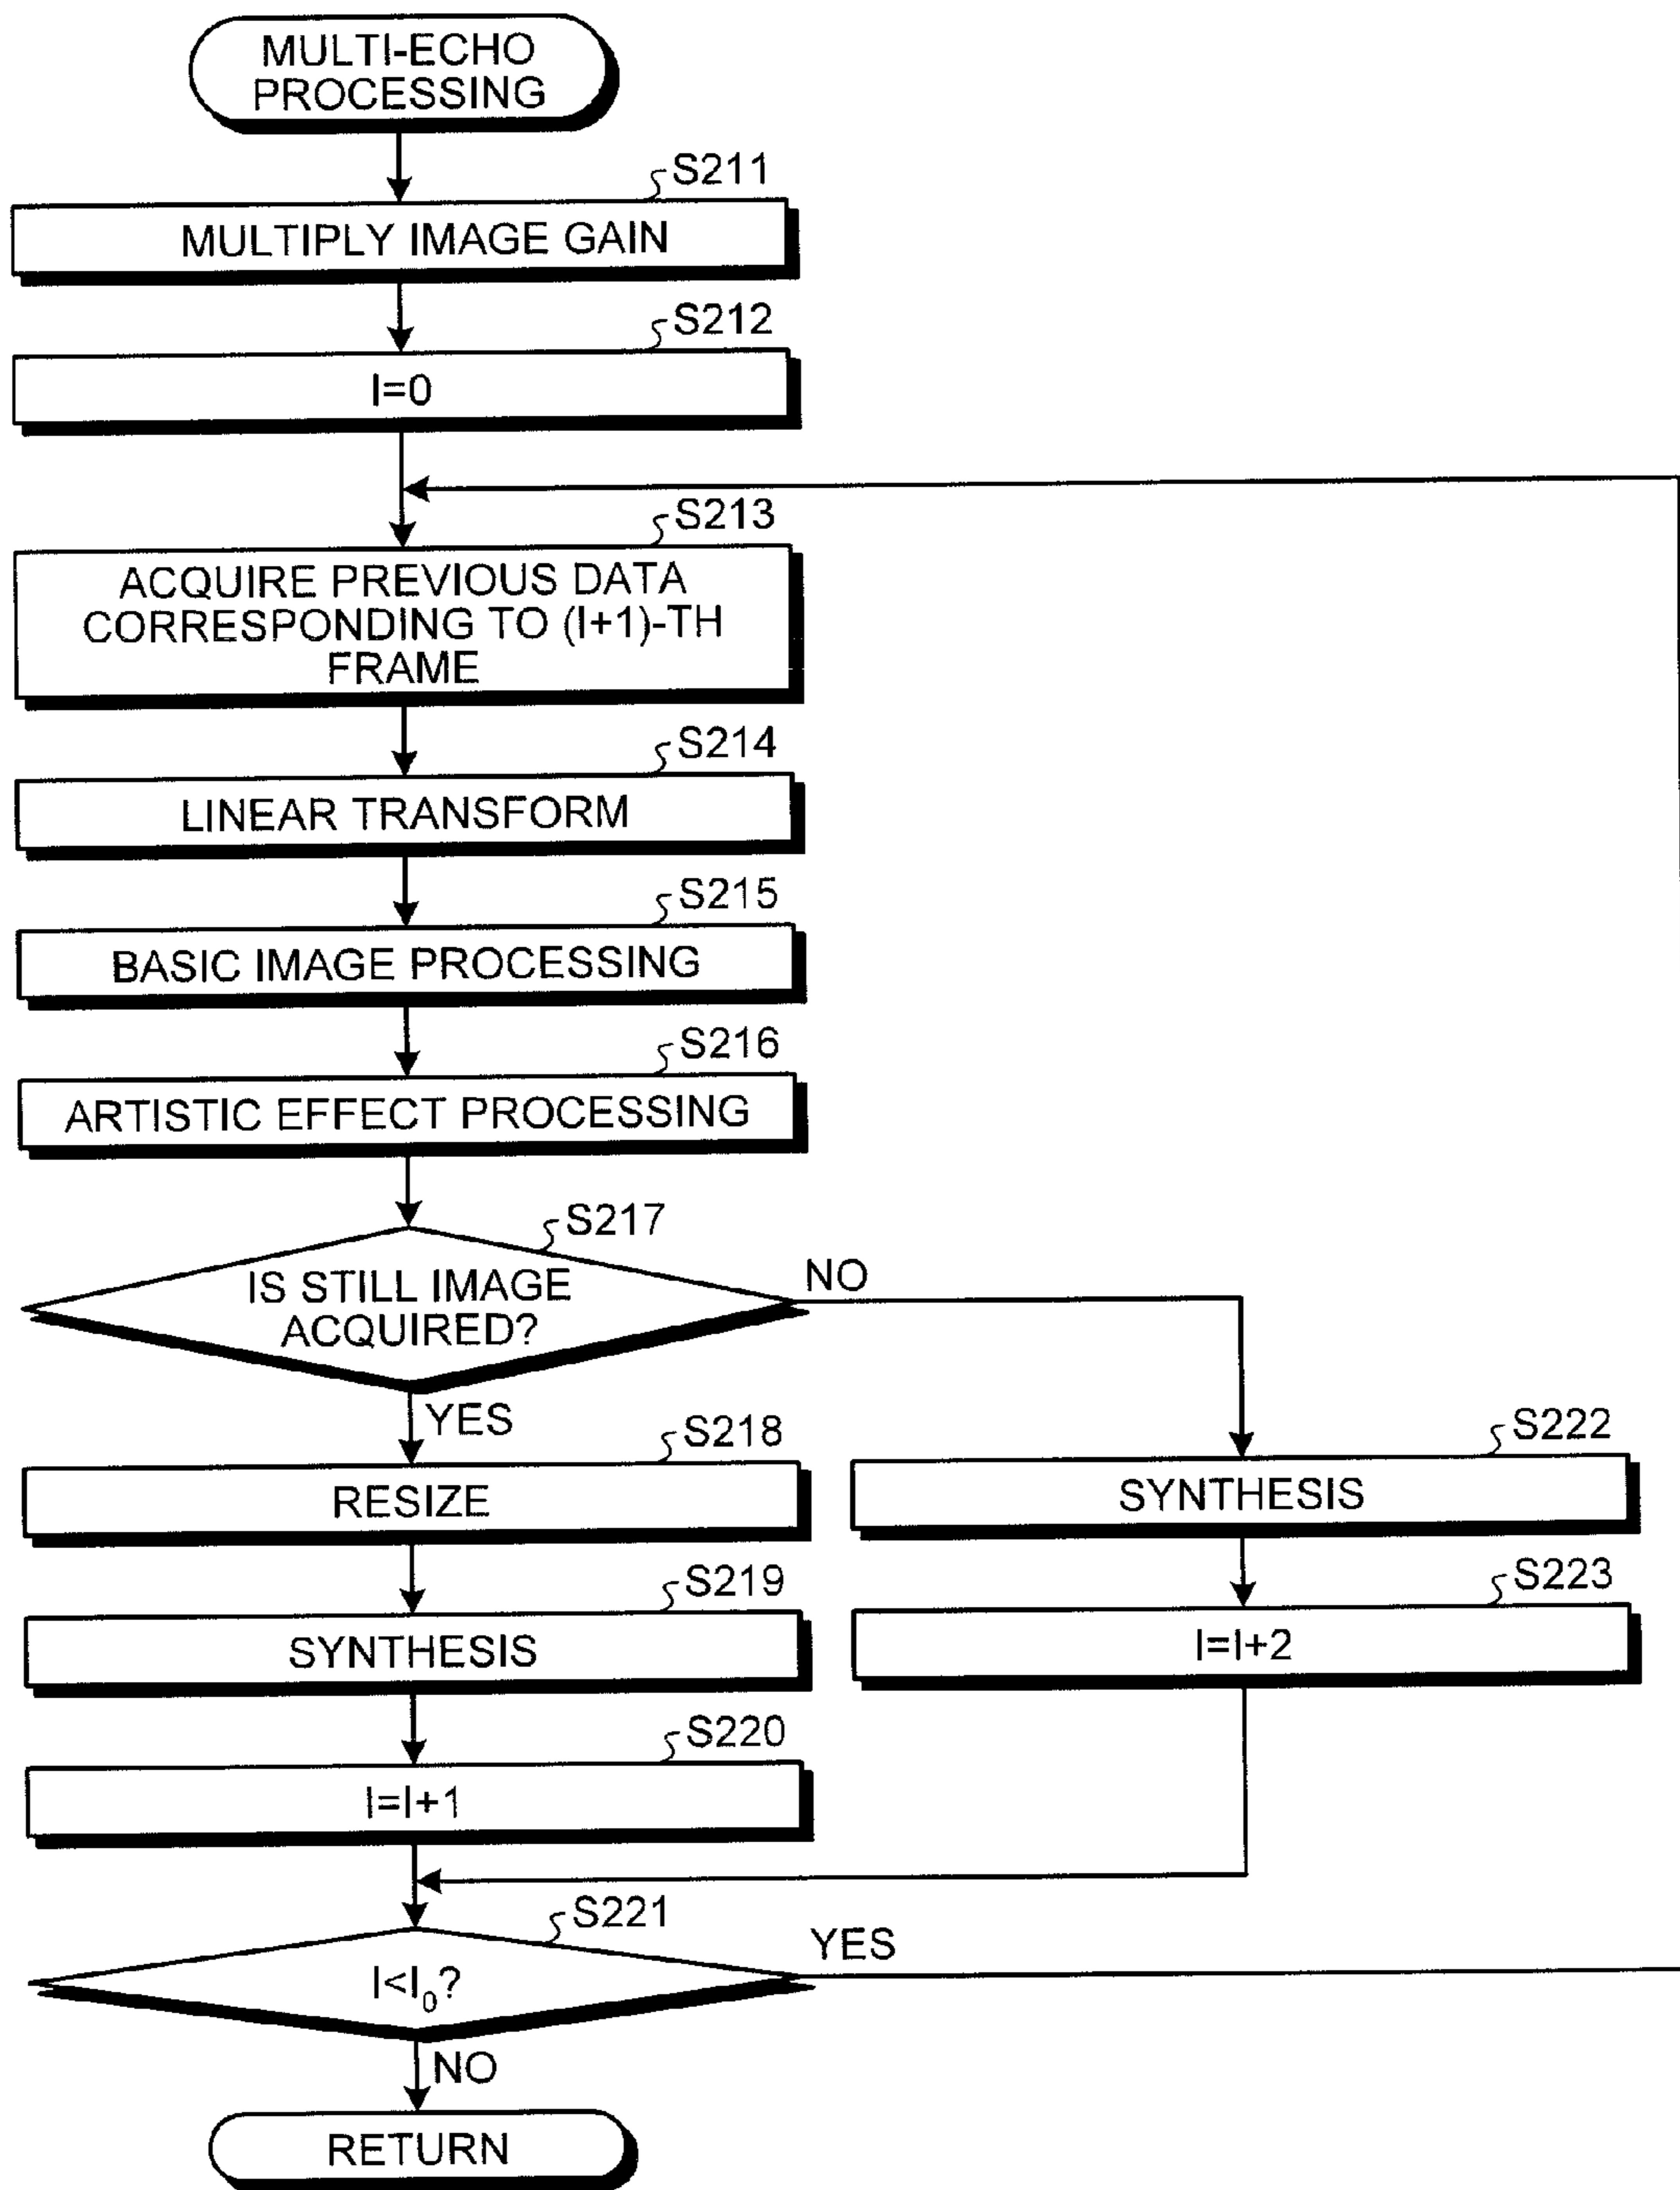 MULTI-ECHO
PROCESSING
S211
MULTIPLY IMAGE GAIN
S212
I=0
S213
ACQUIRE PREVIOUS DATA
CORRESPONDING TO (I+1)-TH
FRAME
S214
LINEAR TRANSFORM
S215
BASIC IMAGE PROCESSING
S216
ARTISTIC EFFECT PROCESSING
S217
IS STILL IMAGE
ACQUIRED?
NO
YES
S218
RESIZE
S219
SYNTHESIS
S220
I=I+1
S222
SYNTHESIS
S223
I=I+2
S221
I<I₀?
YES
NO
RETURN